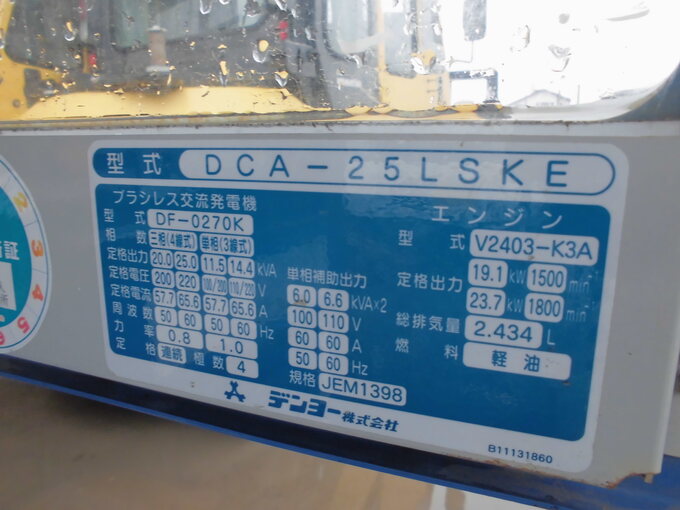 型式 DCA-25LSKE
ブラシレス交流発電機
型式 DF-0270K
相数 三相(4線式) 単相(3線式)
定格出力 20.0 25.0 11.5 14.4 kVA
定格電圧 200 220 100/200 110/220 V
定格電流 57.7 65.6 57.7 65.6 A
周波数 50 60 50 60 Hz
力率 0.8 1.0
定格 連続 極数 4
単相補助出力
6.0 6.6 kVA×2
100 110 V
60 60 A
50 60 Hz
規格 JEM1398
エンジン
型式 V2403-K3A
定格出力 19.1 kW 1500 min⁻¹
23.7 kW 1800 min⁻¹
総排気量 2.434 L
燃料 軽油
デンヨー株式会社
B11131860
2
3
4
5
6
証